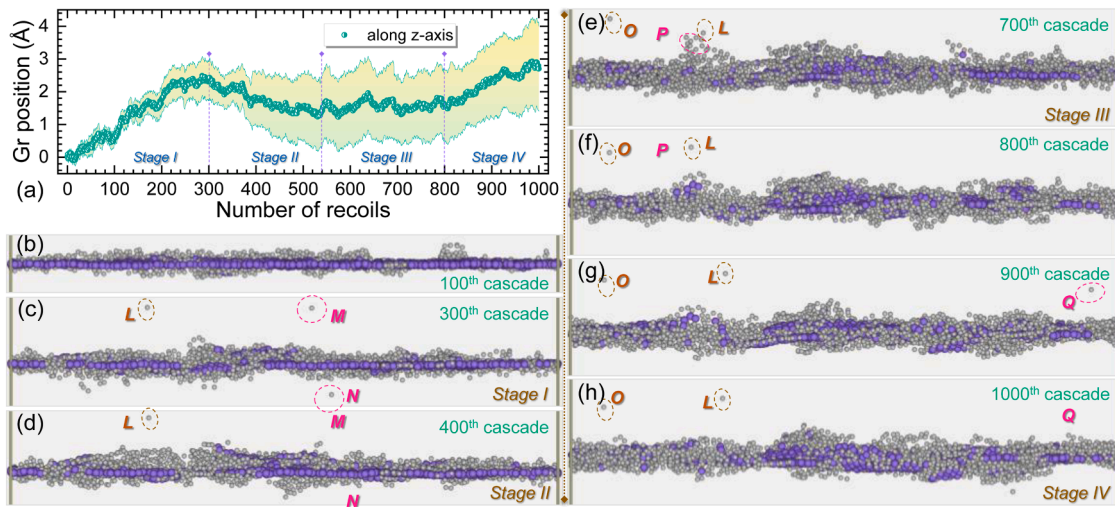 Gr position (Å)
4
3
2
1
0
along z-axis
Stage I
Stage II
Stage III
Stage IV
0 100 200 300 400 500 600 700 800 900 1000
(a)
Number of recoils
(b)
100th cascade
(c)
L
M
300th cascade
N
Stage I
(d)
L
M
400th cascade
N
Stage II
(e)
O
P
L
700th cascade
Stage III
(f)
O
P
L
800th cascade
(g)
O
L
900th cascade
Q
(h)
O
L
1000th cascade
Q
Stage IV